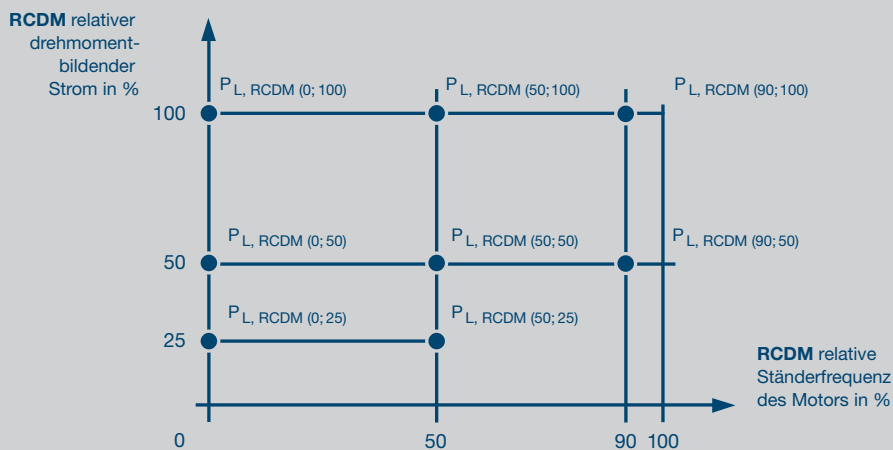 RCDM relativer
drehmoment-
bildender
Strom in %
P L, RCDM (0; 100)
P L, RCDM (50; 100)
P L, RCDM (90; 100)
100
P L, RCDM (0; 50)
P L, RCDM (50; 50)
P L, RCDM (90; 50)
50
P L, RCDM (0; 25)
P L, RCDM (50; 25)
25
RCDM relative
Ständerfrequenz
des Motors in %
0 50 90 100